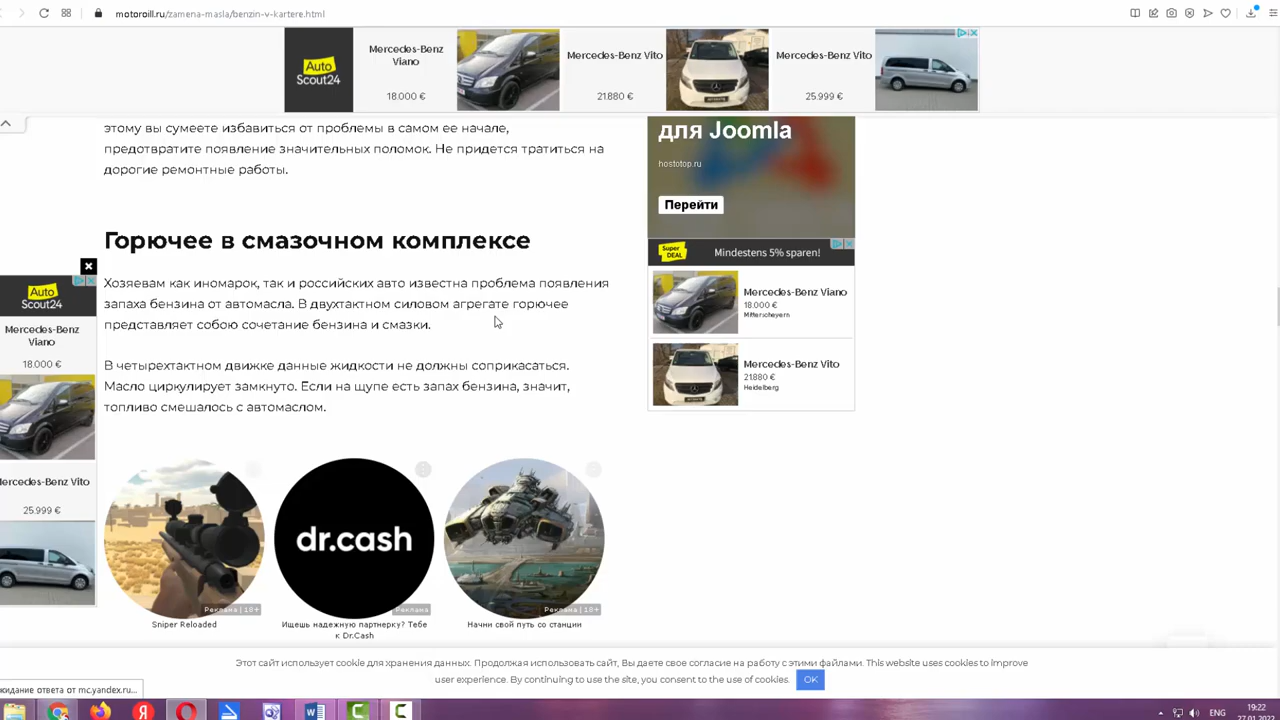 motoroill.ru/zamena-masla/benzin-v-kartere.html
Auto
Scout24
Mercedes-Benz
Viano
18.000 €
Mercedes-Benz Vito
21.880 €
Mercedes-Benz Vito
25.999 €
этому вы сумеете избавиться от проблемы в самом ее начале,
предотвратите появление значительных поломок. Не придется тратиться на
дорогие ремонтные работы.
для Joomla
hostotop.ru
Перейти
Горючее в смазочном комплексе
Super
DEAL
Mindestens 5% sparen!
Хозяевам как иномарок, так и российских авто известна проблема появления
запаха бензина от автомасла. В двухтактном силовом агрегате горючее
представляет собою сочетание бензина и смазки.
Mercedes-Benz Viano
18.000 €
Mitterscheyern
Mercedes-Benz Vito
21.880 €
Heidelberg
Auto
Scout24
Mercedes-Benz
Viano
18.000 €
ercedes-Benz Vito
25.999 €
В четырехтактном движке данные жидкости не должны соприкасаться.
Масло циркулирует замкнуто. Если на щупе есть запах бензина, значит,
топливо смешалось с автомаслом.
dr.cash
Реклама | 18+
Реклама
Реклама | 18+
Sniper Reloaded
Ищешь надежную партнерку? Тебе
к Dr.Cash
Начни свой путь со станции
Этот сайт использует cookie для хранения данных. Продолжая использовать сайт, Вы даете свое согласие на работу с этими файлами. This website uses cookies to improve
user experience. By continuing to use the site, you consent to the use of cookies.
OK
жидание ответа от mc.yandex.ru...
ENG
19:22
27.01.2022